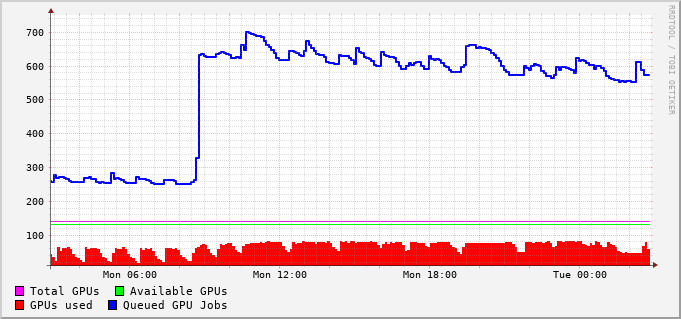 700
600
500
400
300
200
100
Mon 06:00 Mon 12:00 Mon 18:00 Tue 00:00
Total GPUs Available GPUs
GPUs used Queued GPU Jobs
RRDTOOL / TOBI OETIKER